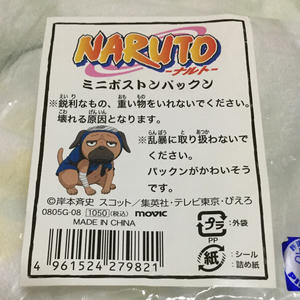 NARUTO
-ナルト-
ミニボストンパックン
※鋭利なもの、重い物をいれないでください。
壊れる原因となります。
※乱暴に取り扱わない
でください。
パックンがかわいそう
です。
©岸本斉史 スコット/集英社・テレビ東京・ぴえろ
0805G-08 1050(税込) movic
MADE IN CHINA
4 961524 279821
プラ
:外袋
PP
紙
:シール
:詰め紙